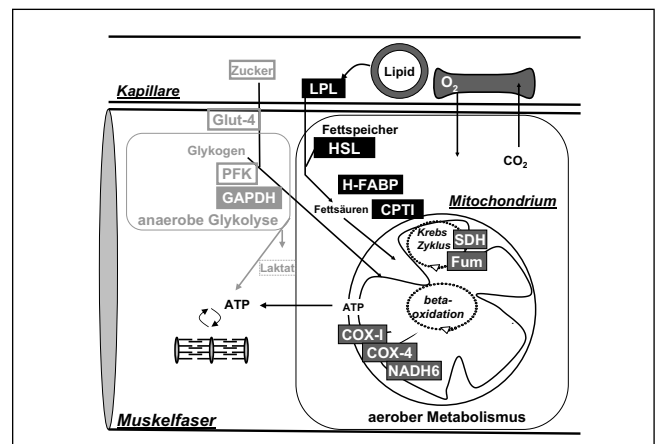 Zucker
LPL
Lipid
O2
Kapillare
Glut-4
Fettspeicher
HSL
CO2
Glykogen
PFK
GAPDH
H-FABP
Mitochondrium
Fettsäuren
CPTI
anaerobe Glykolyse
Krebs
Zyklus
SDH
Fum
Laktat
ATP
ATP
beta-
oxidation
COX-I
COX-4
NADH6
Muskelfaser
aerober Metabolismus